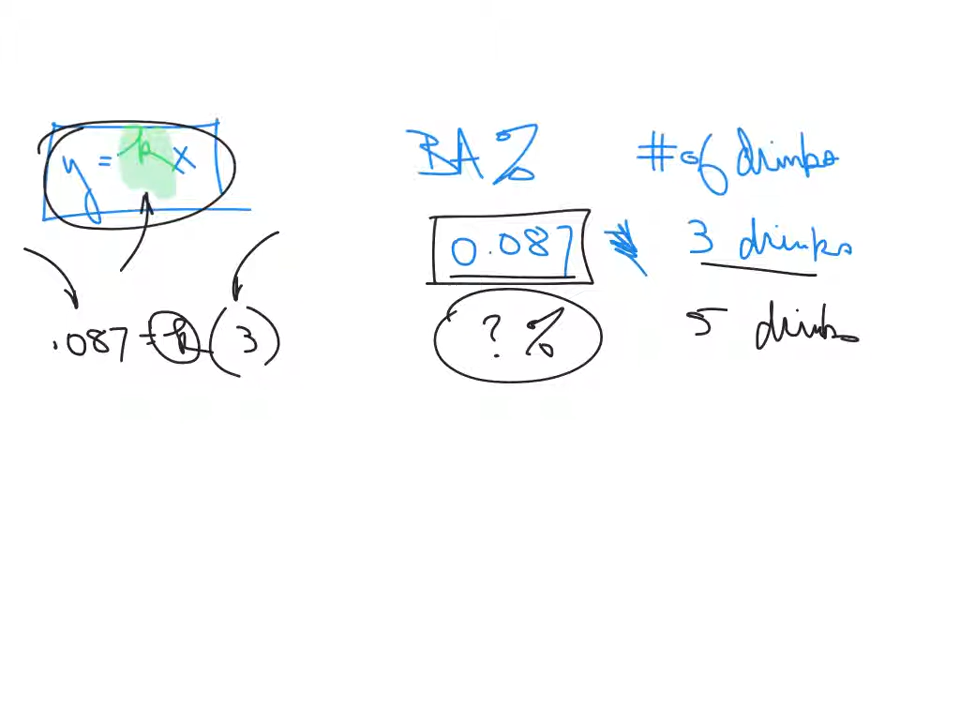 y = kx
BA % # of drinks
0.087 3 drinks
? % 5 drinks
.087 = k(3)